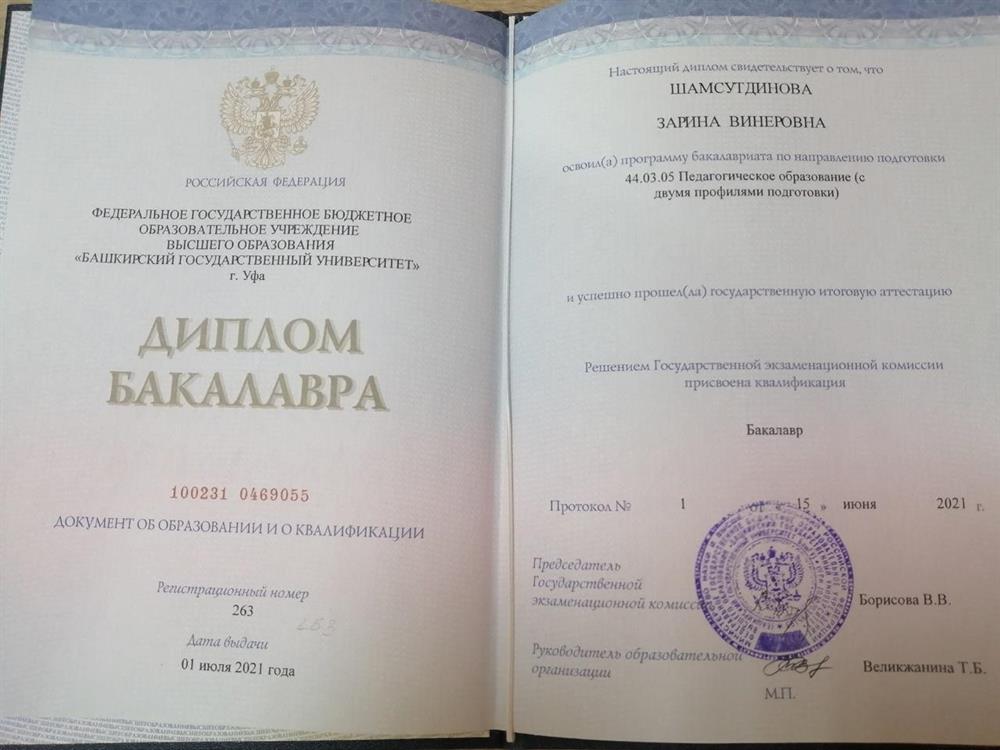 РОССИЙСКАЯ ФЕДЕРАЦИЯ
ФЕДЕРАЛЬНОЕ ГОСУДАРСТВЕННОЕ БЮДЖЕТНОЕ
ОБРАЗОВАТЕЛЬНОЕ УЧРЕЖДЕНИЕ
ВЫСШЕГО ОБРАЗОВАНИЯ
«БАШКИРСКИЙ ГОСУДАРСТВЕННЫЙ УНИВЕРСИТЕТ»
г. Уфа
ДИПЛОМ
БАКАЛАВРА
100231 0469055
ДОКУМЕНТ ОБ ОБРАЗОВАНИИ И О КВАЛИФИКАЦИИ
Регистрационный номер
263
Дата выдачи
01 июля 2021 года
Настоящий диплом свидетельствует о том, что
ШАМСУТДИНОВА
ЗАРИНА ВИНЕРОВНА
освоил(а) программу бакалавриата по направлению подготовки
44.03.05 Педагогическое образование (с
двумя профилями подготовки)
и успешно прошел(ла) государственную итоговую аттестацию
Решением Государственной экзаменационной комиссии
присвоена квалификация
Бакалавр
Протокол № 1 от « 15 » июня 2021 г.
Председатель
Государственной
экзаменационной комиссии Борисова В.В.
Руководитель образовательной
организации Великжанина Т.Б.
М.П.